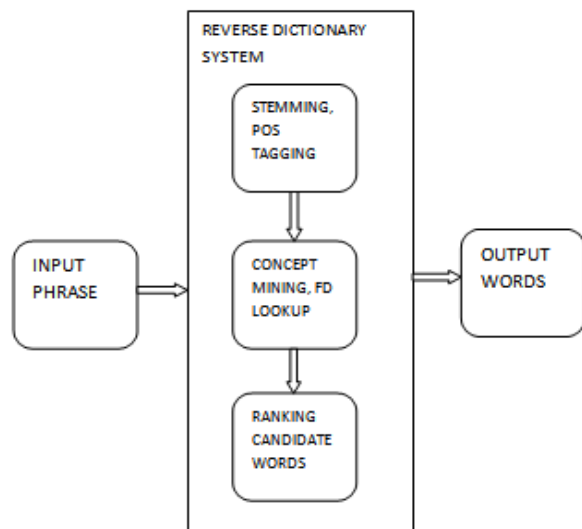 REVERSE DICTIONARY
SYSTEM
STEMMING,
POS
TAGGING
INPUT
PHRASE
CONCEPT
MINING, FD
LOOKUP
OUTPUT
WORDS
RANKING
CANDIDATE
WORDS